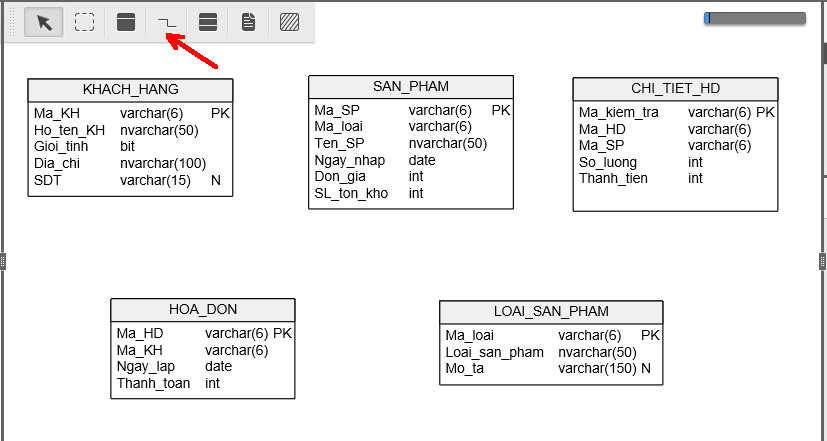 KHACH_HANG
Ma_KH varchar(6) PK
Ho_ten_KH nvarchar(50)
Gioi_tinh bit
Dia_chi nvarchar(100)
SDT varchar(15) N
SAN_PHAM
Ma_SP varchar(6) PK
Ma_loai varchar(6)
Ten_SP nvarchar(50)
Ngay_nhap date
Don_gia int
SL_ton_kho int
CHI_TIET_HD
Ma_kiem_tra varchar(6) PK
Ma_HD varchar(6)
Ma_SP varchar(6)
So_luong int
Thanh_tien int
HOA_DON
Ma_HD varchar(6) PK
Ma_KH varchar(6)
Ngay_lap date
Thanh_toan int
LOAI_SAN_PHAM
Ma_loai varchar(6) PK
Loai_san_pham nvarchar(50)
Mo_ta varchar(150) N